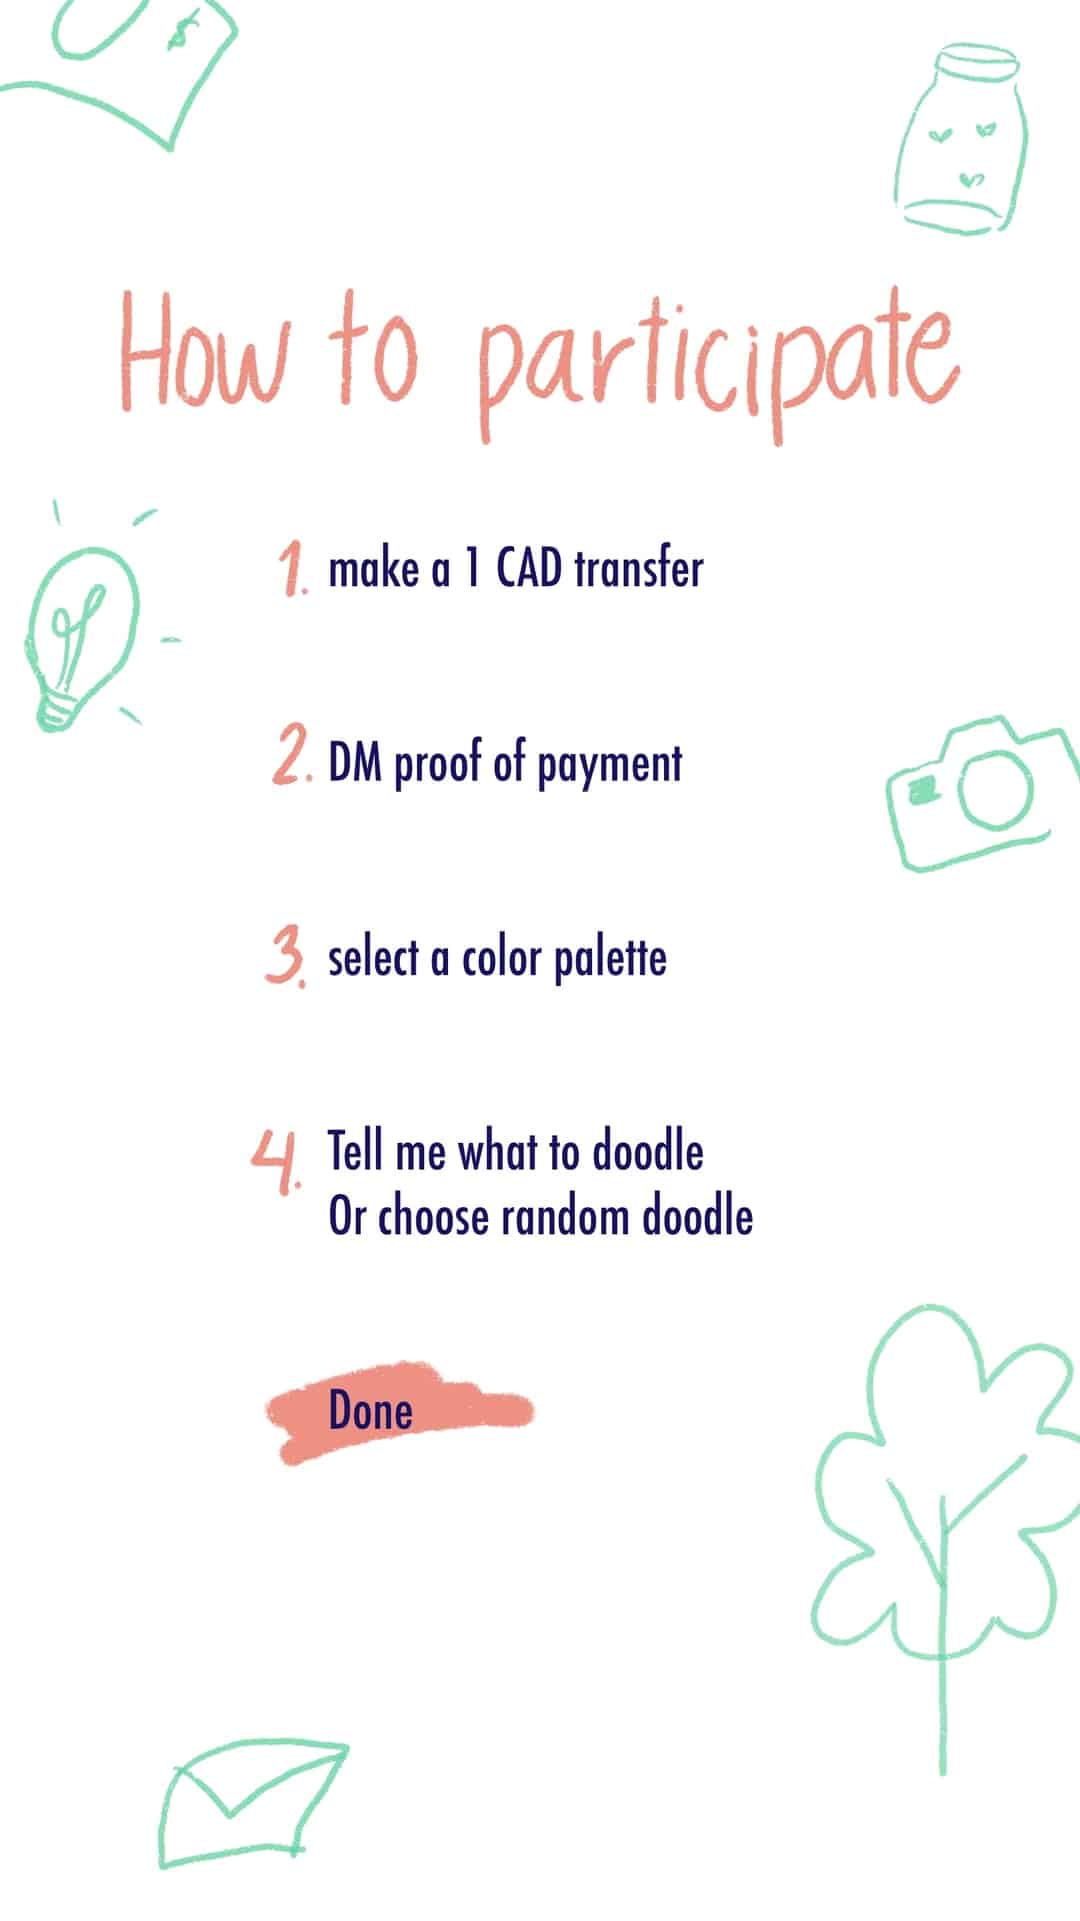 $
How to participate
1. make a 1 CAD transfer
2. DM proof of payment
3. select a color palette
4. Tell me what to doodle
Or choose random doodle
Done